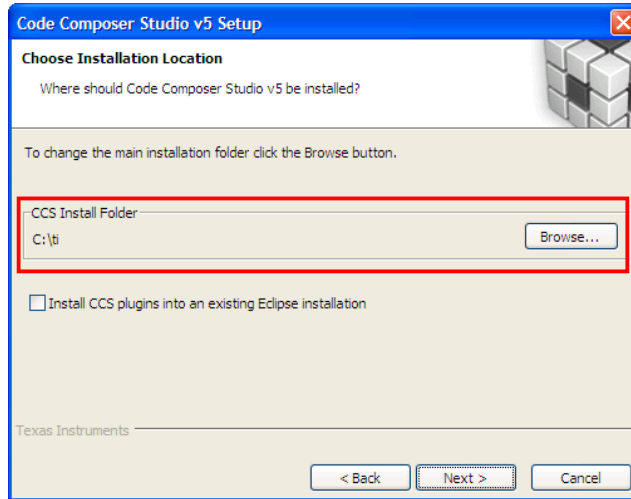 Code Composer Studio v5 Setup
Choose Installation Location
Where should Code Composer Studio v5 be installed?
To change the main installation folder click the Browse button.
CCS Install Folder
C:\ti
Browse...
Install CCS plugins into an existing Eclipse installation
Texas Instruments
< Back
Next >
Cancel